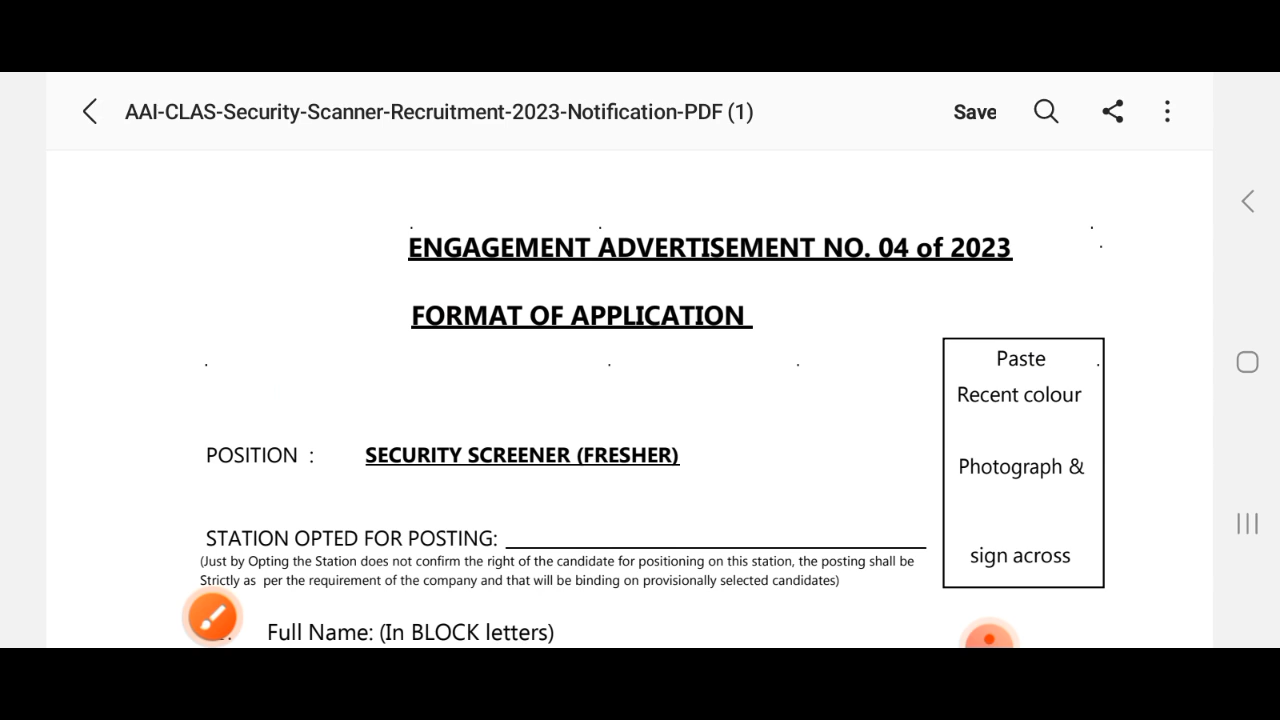 AAI-CLAS-Security-Scanner-Recruitment-2023-Notification-PDF (1)
Save
ENGAGEMENT ADVERTISEMENT NO. 04 of 2023
FORMAT OF APPLICATION
Paste
Recent colour
Photograph &
sign across
POSITION : SECURITY SCREENER (FRESHER)
STATION OPTED FOR POSTING:
(Just by Opting the Station does not confirm the right of the candidate for positioning on this station, the posting shall be
Strictly as per the requirement of the company and that will be binding on provisionally selected candidates)
Full Name: (In BLOCK letters)